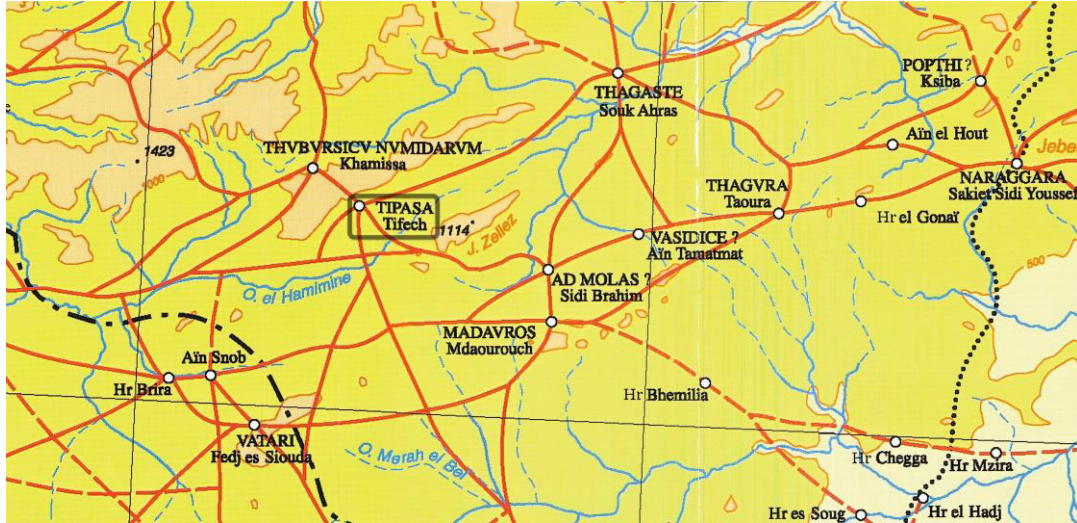 POPTHI ?
Ksiba
THAGASTE
Souk Ahras
Aïn el Hout
1423
THVBVRSICV NVMIDARVM
Khamissa
1000
NARAGGARA
Sakiet Sidi Youssef
Jebel
THAGVRA
Taoura
TIPASA
Tifech
1114
J. Zellez
Hr el Gonaï
VASIDICE ?
Aïn Tamatmat
500
AD MOLAS ?
Sidi Brahim
O. el Hamimine
MADAVROS
Mdaourouch
Aïn Snob
Hr Brira
Hr Bhemilia
VATARI
Fedj es Siouda
O. Merah el Bel
Hr Chegga
Hr Mzira
Hr es Soug
Hr el Hadj